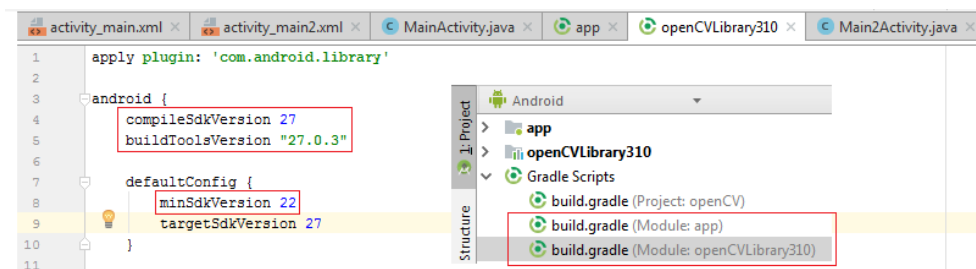 activity_main.xml × activity_main2.xml × C MainActivity.java × app × openCVLibrary310 × C Main2Activity.java ×
1 apply plugin: 'com.android.library'
2
3 android {
4 compileSdkVersion 27
5 buildToolsVersion "27.0.3"
6
7 defaultConfig {
8 minSdkVersion 22
9 targetSdkVersion 27
10 }
11
1: Project
Structure
Android
app
openCVLibrary310
Gradle Scripts
build.gradle (Project: openCV)
build.gradle (Module: app)
build.gradle (Module: openCVLibrary310)